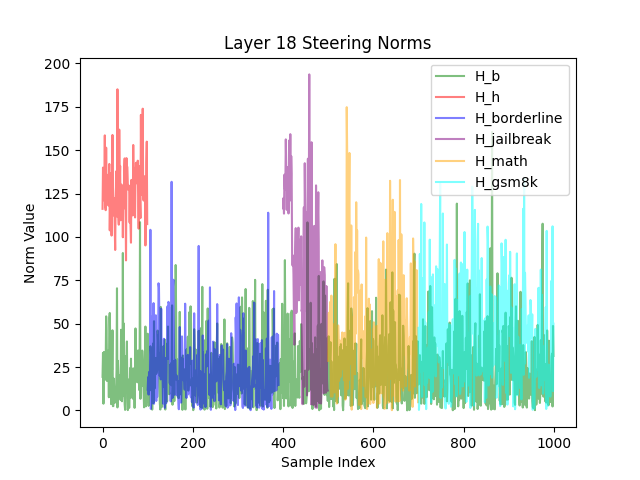 Layer 18 Steering Norms
200
175
150
125
100
75
50
25
0
Norm Value
H_b
H_h
H_borderline
H_jailbreak
H_math
H_gsm8k
0
200
400
600
800
1000
Sample Index